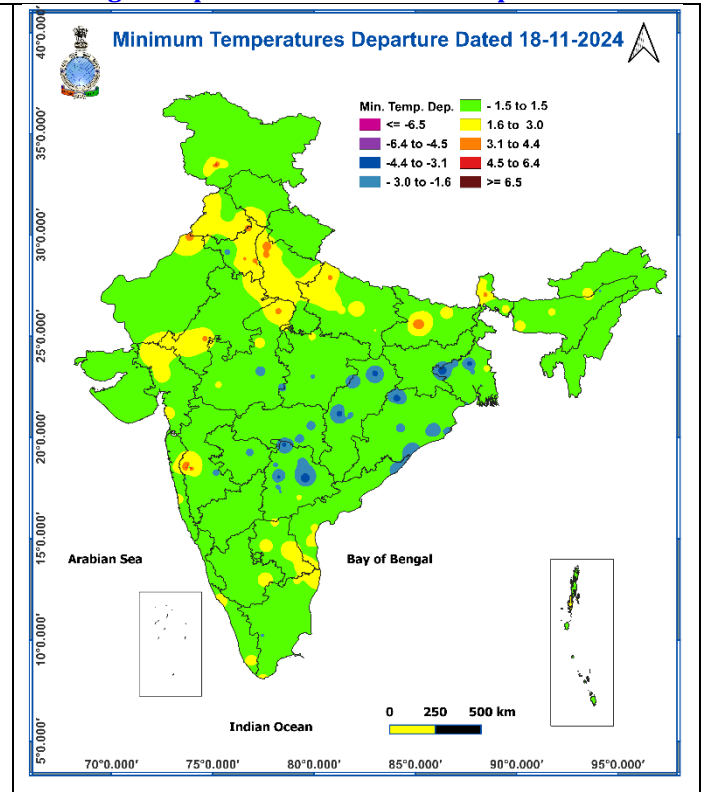 Minimum Temperatures Departure Dated 18-11-2024
Min. Temp. Dep.
<= -6.5
-6.4 to -4.5
-4.4 to -3.1
- 3.0 to -1.6
- 1.5 to 1.5
1.6 to 3.0
3.1 to 4.4
4.5 to 6.4
>= 6.5
40°0.000'
35°0.000'
30°0.000'
25°0.000'
20°0.000'
15°0.000'
10°0.000'
5°0.000'
Arabian Sea
Bay of Bengal
Indian Ocean
0 250 500 km
70°0.000' 75°0.000' 80°0.000' 85°0.000' 90°0.000' 95°0.000'